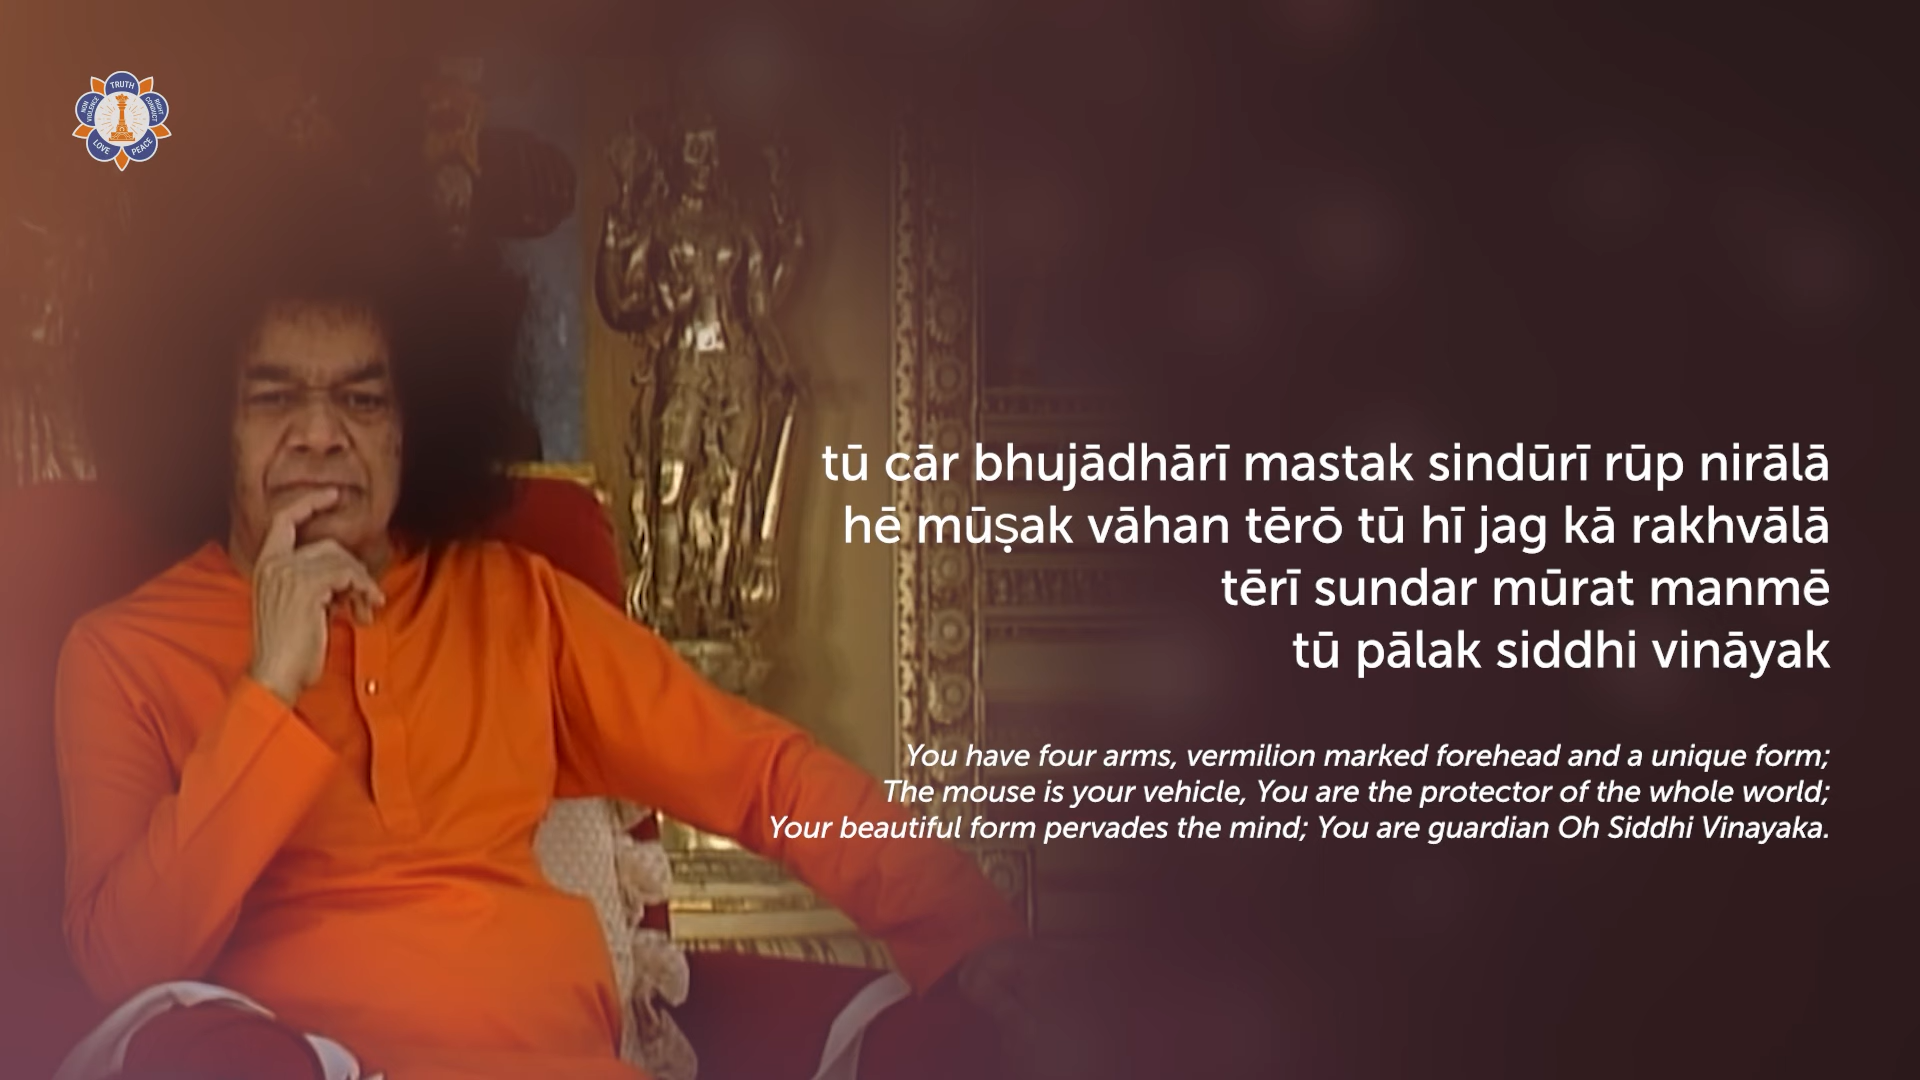 TRUTH
NON VIOLENCE
RIGHT CONDUCT
LOVE
PEACE
tū cār bhujādhārī mastak sindūrī rūp nirālā
hē mūṣak vāhan tērō tū hī jag kā rakhvālā
tērī sundar mūrat manmē
tū pālak siddhi vināyak
You have four arms, vermilion marked forehead and a unique form;
The mouse is your vehicle, You are the protector of the whole world;
Your beautiful form pervades the mind; You are guardian Oh Siddhi Vinayaka.